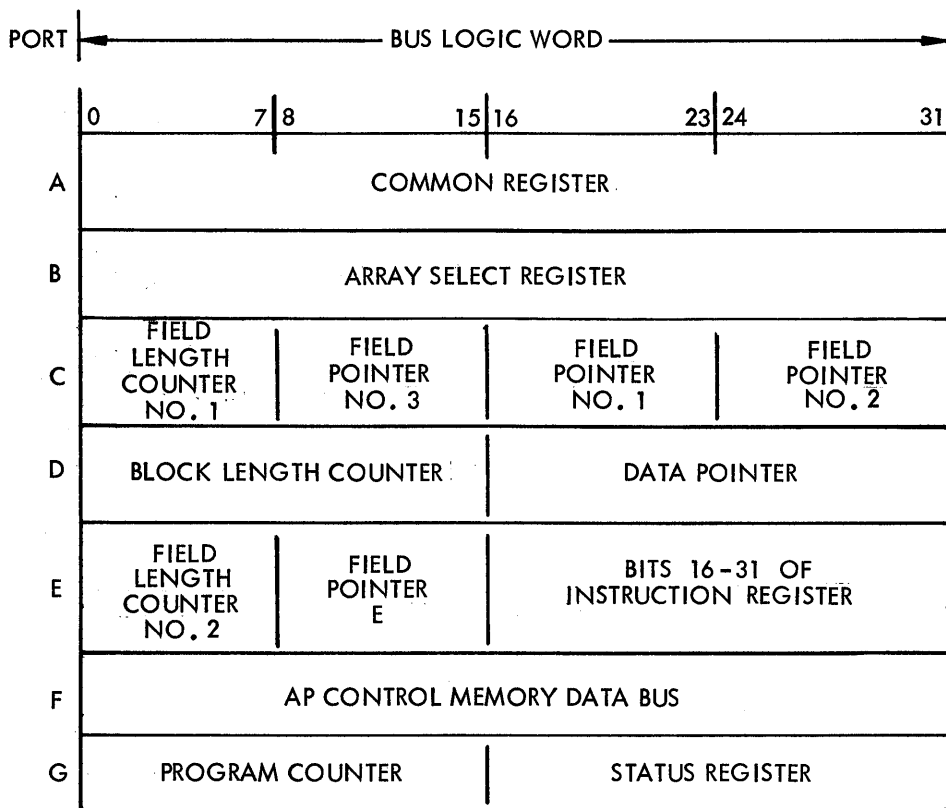 PORT
BUS LOGIC WORD
0 7 8 15 16 23 24 31
A
COMMON REGISTER
B
ARRAY SELECT REGISTER
C
FIELD
LENGTH
COUNTER
NO. 1
FIELD
POINTER
NO. 3
FIELD
POINTER
NO. 1
FIELD
POINTER
NO. 2
D
BLOCK LENGTH COUNTER
DATA POINTER
E
FIELD
LENGTH
COUNTER
NO. 2
FIELD
POINTER
E
BITS 16-31 OF
INSTRUCTION REGISTER
F
AP CONTROL MEMORY DATA BUS
G
PROGRAM COUNTER
STATUS REGISTER